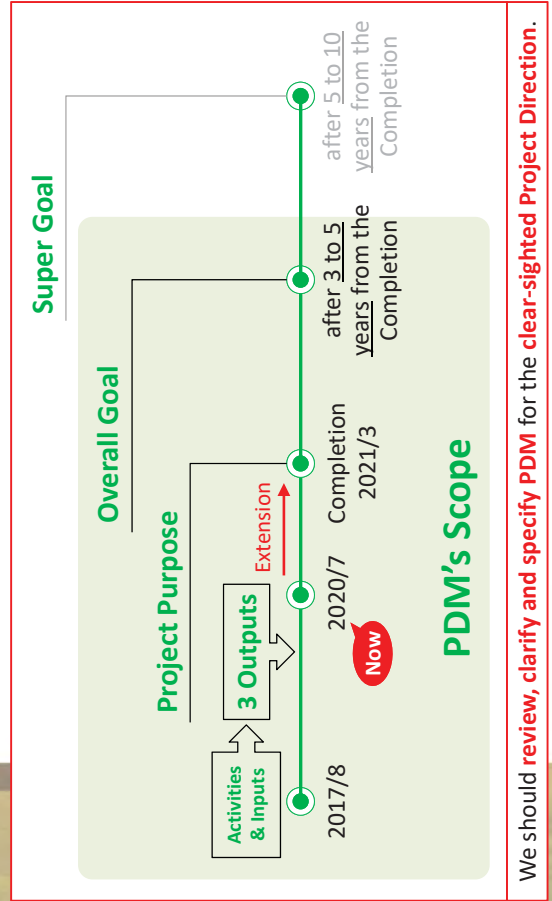 Super Goal
Overall Goal
Project Purpose
Activities
& Inputs
3 Outputs
Extension
2017/8
2020/7
Now
Completion
2021/3
after 3 to 5
years from the
Completion
after 5 to 10
years from the
Completion
PDM's Scope
We should review, clarify and specify PDM for the clear-sighted Project Direction.